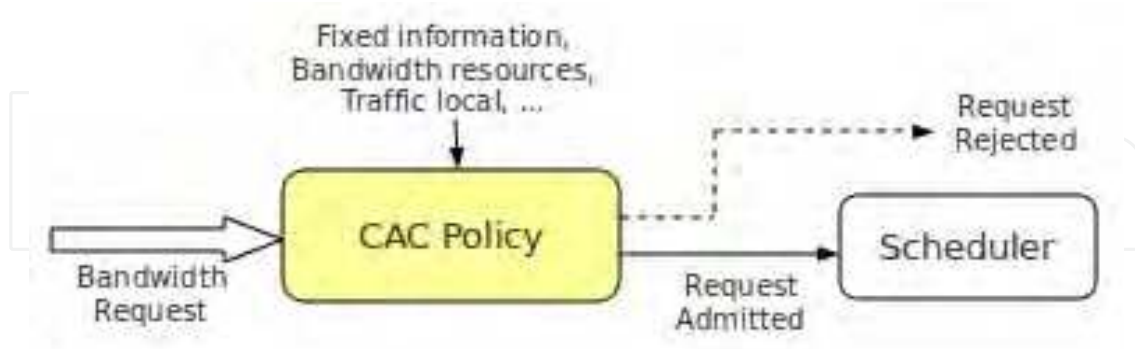 Fixed information,
Bandwidth resources,
Traffic local, ...
Request
Rejected
CAC Policy
Scheduler
Bandwidth
Request
Request
Admitted